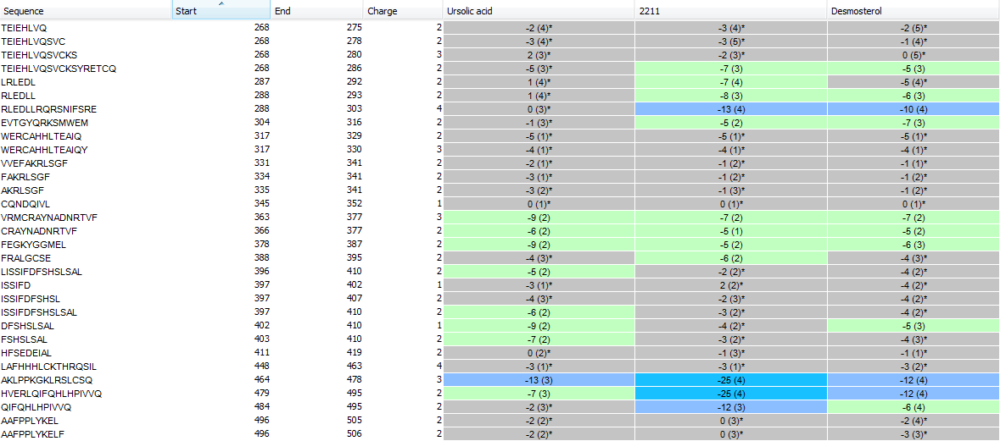 Sequence Start End Charge Ursolic acid 2211 Desmosterol
TEIEHLVQ 268 275 2 -2 (4)* -3 (4)* -2 (5)*
TEIEHLVQSVC 268 278 2 -3 (4)* -3 (5)* -1 (4)*
TEIEHLVQSVCKS 268 280 3 2 (3)* -2 (3)* 0 (5)*
TEIEHLVQSVCKSYRETCQ 268 286 2 -5 (3)* -7 (3) -5 (3)
LRLEDL 287 292 2 1 (4)* -7 (4) -5 (4)*
RLEDLL 288 293 2 1 (4)* -8 (3) -6 (3)
RLEDLLRQRSNIFSRE 288 303 4 0 (3)* -13 (4) -10 (4)
EVTGYQRKSMWEM 304 316 2 -1 (3)* -5 (2) -7 (3)
WERCAHHLTEAIQ 317 329 2 -5 (1)* -5 (1)* -5 (1)*
WERCAHHLTEAIQY 317 330 3 -4 (1)* -4 (1)* -4 (1)*
VVEFAKRLSGF 331 341 2 -2 (1)* -1 (2)* -1 (1)*
FAKRLSGF 334 341 2 -3 (1)* -1 (2)* -1 (2)*
AKRLSGF 335 341 2 -3 (2)* -1 (3)* -1 (2)*
CQNDQIVL 345 352 1 0 (1)* 0 (1)* 0 (1)*
VRMCRAYNADNRTVF 363 377 3 -9 (2) -7 (2) -7 (2)
CRAYNADNRTVF 366 377 2 -6 (2) -5 (1) -5 (2)
FEGKYGGMEL 378 387 2 -9 (2) -5 (2) -6 (3)
FRALGCSE 388 395 2 -4 (3)* -6 (2) -4 (3)*
LISSIFDFSHSLSAL 396 410 2 -5 (2) -2 (2)* -4 (2)*
ISSIFD 397 402 1 -3 (1)* 2 (2)* -4 (2)*
ISSIFDFSHSL 397 407 2 -4 (3)* -2 (3)* -4 (2)*
ISSIFDFSHSLSAL 397 410 2 -6 (2) -3 (2)* -4 (2)*
DFSHSLSAL 402 410 1 -9 (2) -4 (2)* -5 (3)
FSHSLSAL 403 410 2 -7 (2) -3 (2)* -4 (3)*
HFSEDEIAL 411 419 2 0 (2)* -1 (3)* -1 (1)*
LAFHHHLCKTHRQSIL 448 463 4 -3 (1)* -3 (1)* -3 (2)*
AKLPPKGKLRSLCSQ 464 478 3 -13 (3) -25 (4) -12 (4)
HVERLQIFQHLHPIVVQ 479 495 2 -7 (3) -25 (4) -12 (4)
QIFQHLHPIVVQ 484 495 2 -2 (3)* -12 (3) -6 (4)
AAFPPLYKEL 496 505 2 -2 (2)* 0 (3)* -2 (4)*
AAFPPLYKELF 496 506 2 -2 (2)* 0 (3)* -3 (3)*